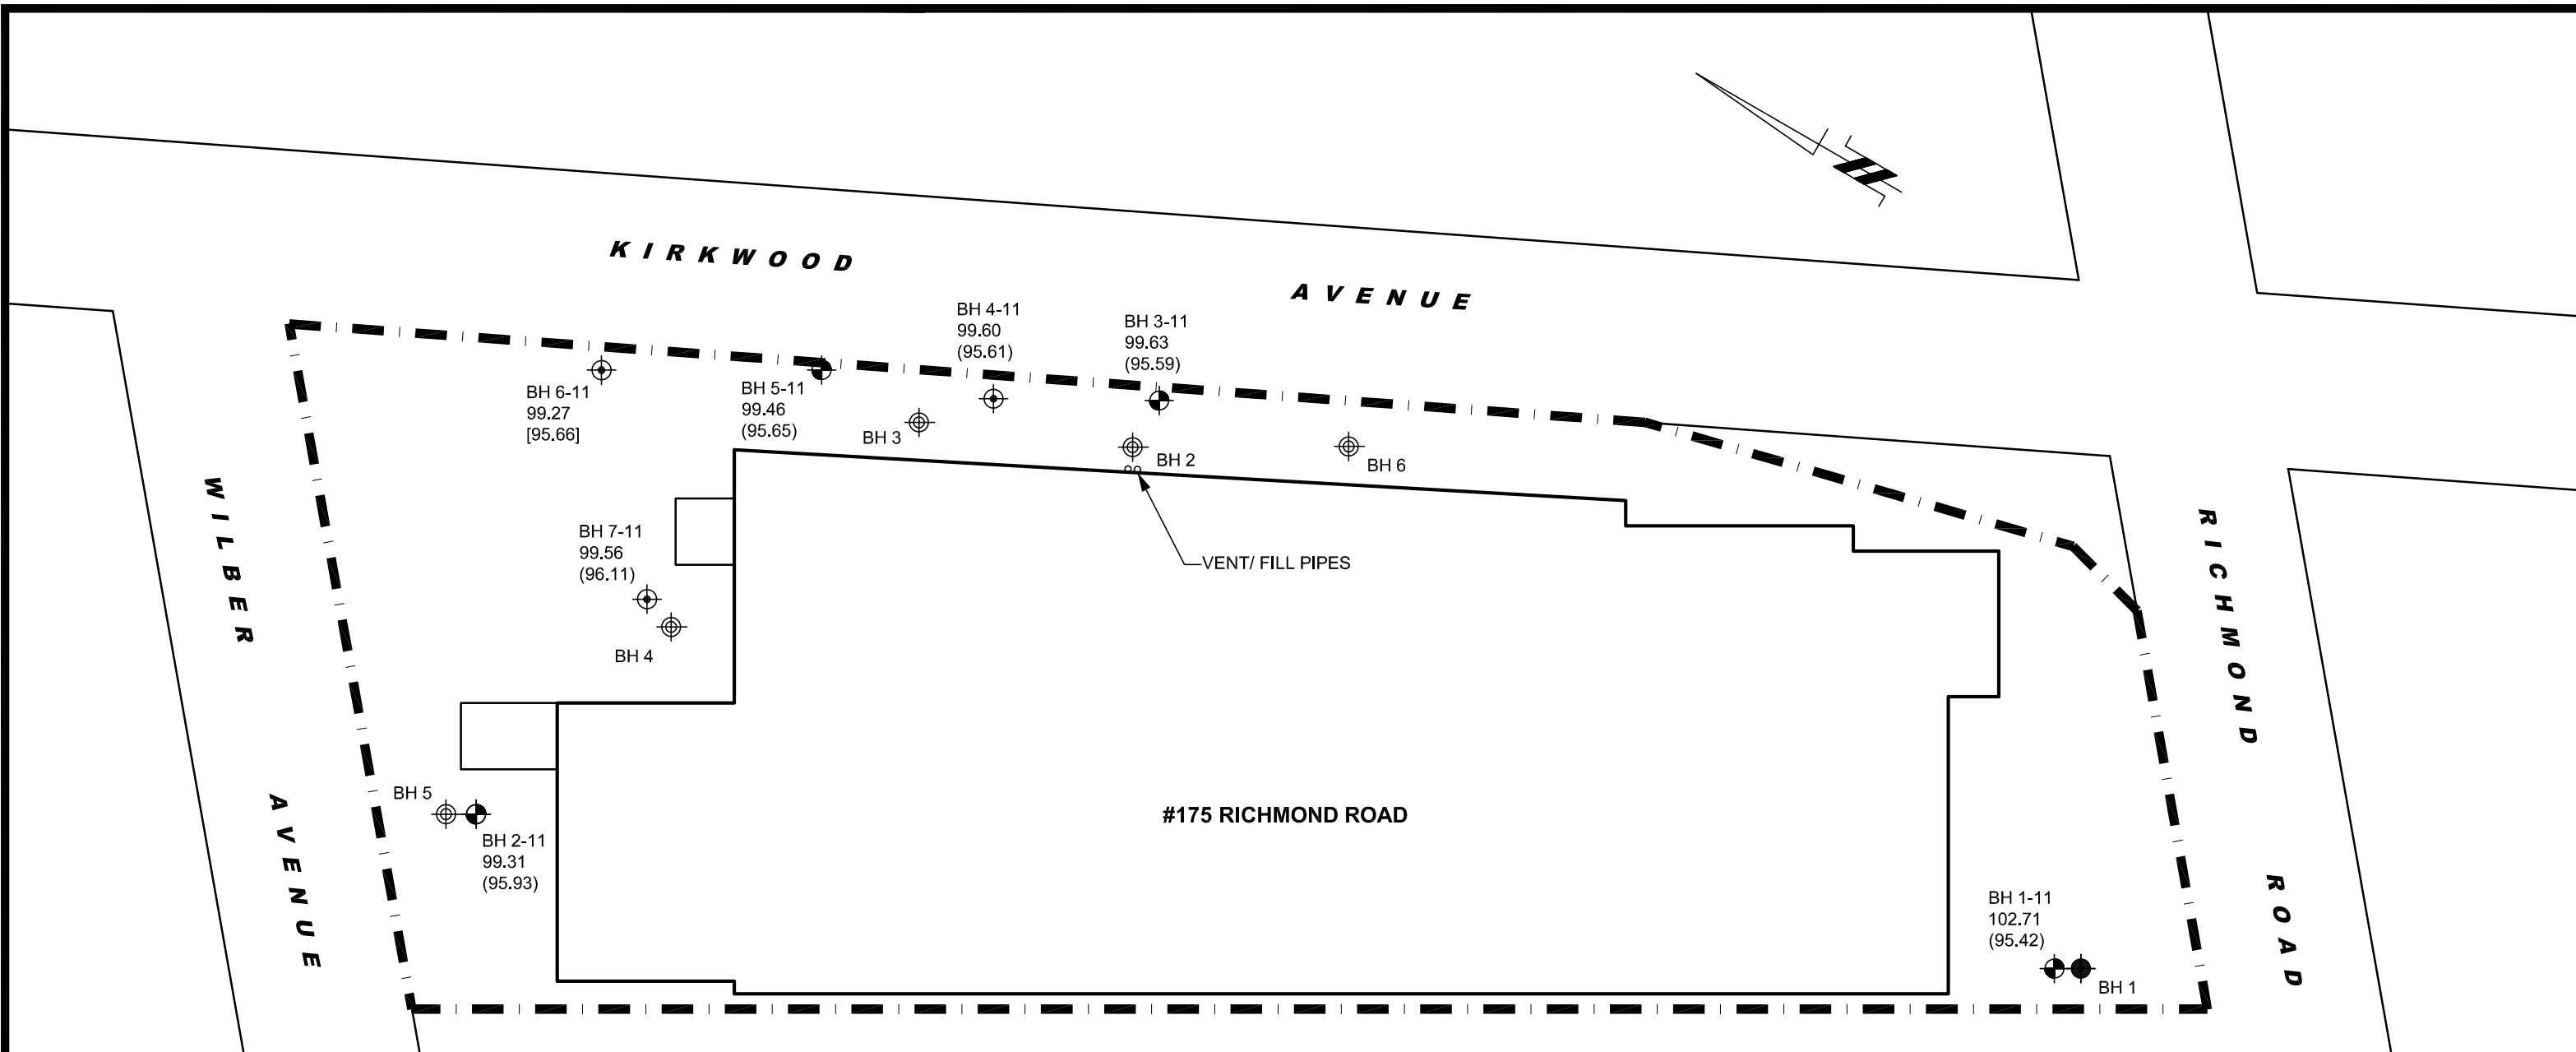 KIRKWOOD
AVENUE
BH 4-11
99.60
(95.61)
BH 3-11
99.63
(95.59)
BH 6-11
99.27
[95.66]
BH 5-11
99.46
(95.65)
BH 3
BH 2
BH 6
WILBER
AVENUE
BH 7-11
99.56
(96.11)
BH 4
VENT/ FILL PIPES
RICHMOND
ROAD
BH 5
BH 2-11
99.31
(95.93)
#175 RICHMOND ROAD
BH 1-11
102.71
(95.42)
BH 1